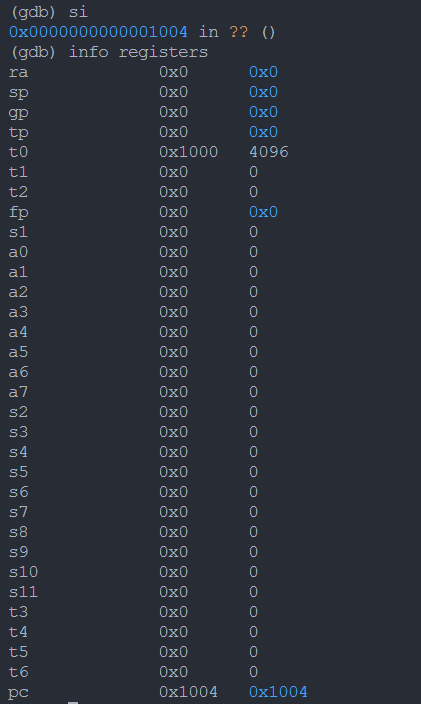 (gdb) si
0x0000000000001004 in ?? ()
(gdb) info registers
ra 0x0 0x0
sp 0x0 0x0
gp 0x0 0x0
tp 0x0 0x0
t0 0x1000 4096
t1 0x0 0
t2 0x0 0
fp 0x0 0x0
s1 0x0 0
a0 0x0 0
a1 0x0 0
a2 0x0 0
a3 0x0 0
a4 0x0 0
a5 0x0 0
a6 0x0 0
a7 0x0 0
s2 0x0 0
s3 0x0 0
s4 0x0 0
s5 0x0 0
s6 0x0 0
s7 0x0 0
s8 0x0 0
s9 0x0 0
s10 0x0 0
s11 0x0 0
t3 0x0 0
t4 0x0 0
t5 0x0 0
t6 0x0 0
pc 0x1004 0x1004